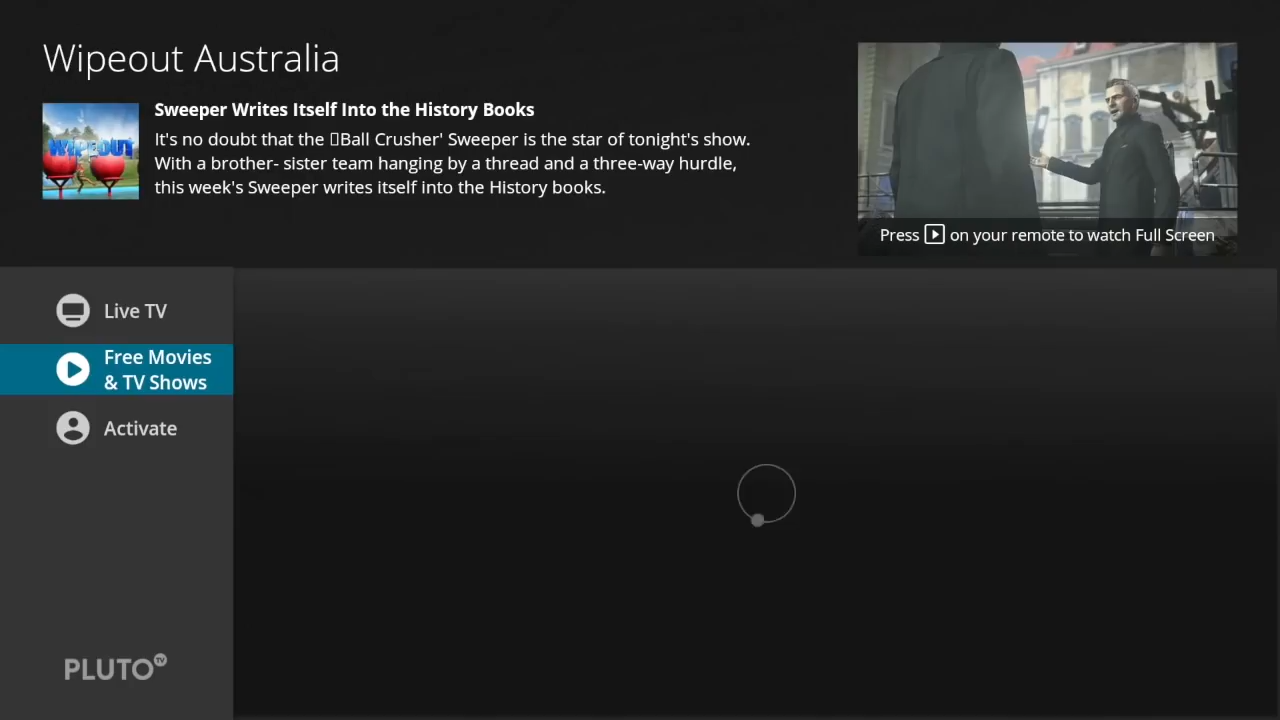 Wipeout Australia
Sweeper Writes Itself Into the History Books
It's no doubt that the ▯Ball Crusher' Sweeper is the star of tonight's show.
With a brother- sister team hanging by a thread and a three-way hurdle,
this week's Sweeper writes itself into the History books.
WIPEOUT
Press on your remote to watch Full Screen
Live TV
Free Movies
& TV Shows
Activate
PLUTO TV